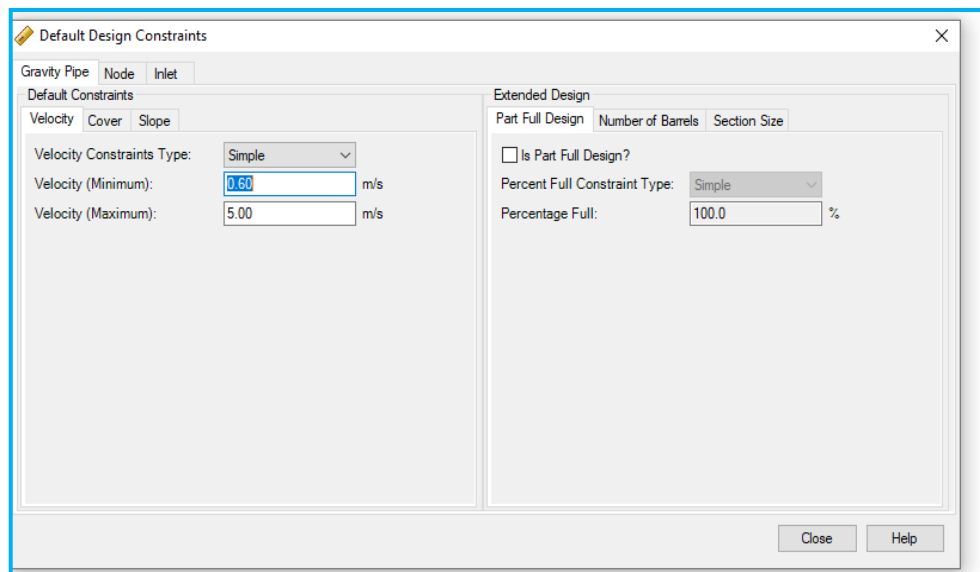 Default Design Constraints
Gravity Pipe Node Inlet
Default Constraints
Velocity Cover Slope
Velocity Constraints Type: Simple
Velocity (Minimum): 0.60 m/s
Velocity (Maximum): 5.00 m/s
Extended Design
Part Full Design Number of Barrels Section Size
Is Part Full Design?
Percent Full Constraint Type: Simple
Percentage Full: 100.0 %
Close Help